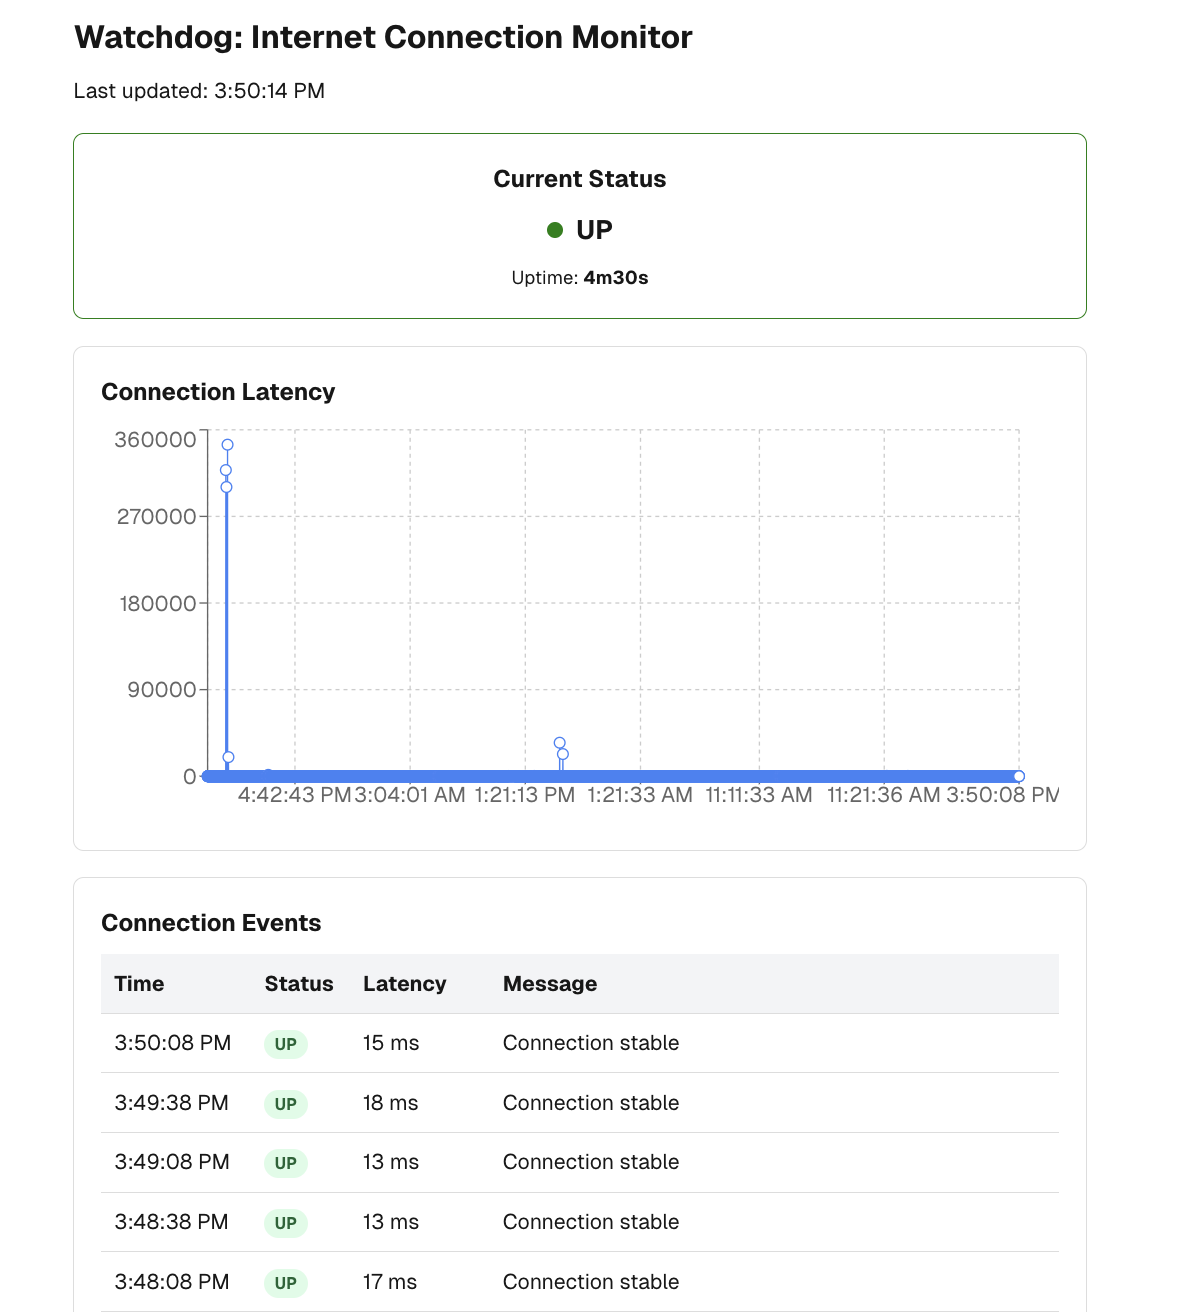 Watchdog: Internet Connection Monitor
Last updated: 3:50:14 PM
Current Status
UP
Uptime: 4m30s
Connection Latency
360000
270000
180000
90000
0
4:42:43 PM 3:04:01 AM 1:21:13 PM 1:21:33 AM 11:11:33 AM 11:21:36 AM 3:50:08 PM
Connection Events
Time Status Latency Message
3:50:08 PM UP 15 ms Connection stable
3:49:38 PM UP 18 ms Connection stable
3:49:08 PM UP 13 ms Connection stable
3:48:38 PM UP 13 ms Connection stable
3:48:08 PM UP 17 ms Connection stable